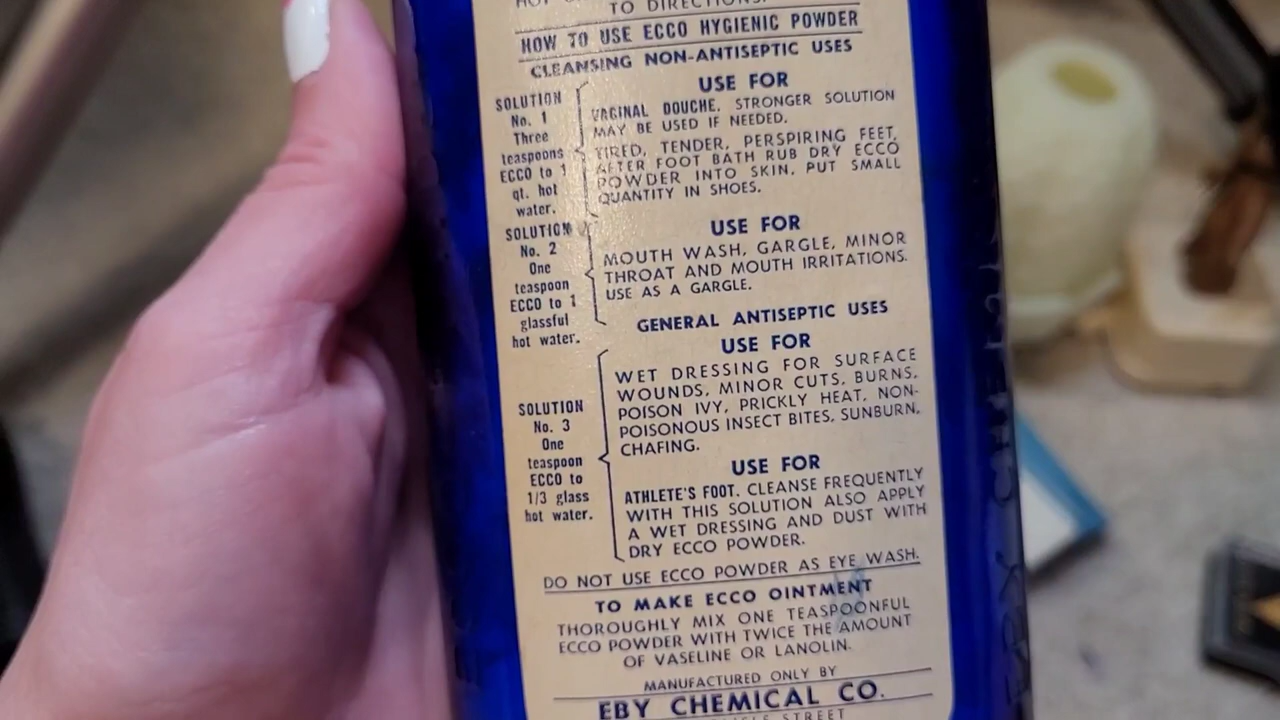 TO DIRECTIONS.
HOW TO USE ECCO HYGIENIC POWDER
CLEANSING NON-ANTISEPTIC USES
SOLUTION
No. 1
Three
teaspoons
ECCO to 1
qt. hot
water.
USE FOR
VAGINAL DOUCHE. STRONGER SOLUTION
MAY BE USED IF NEEDED.
TIRED, TENDER, PERSPIRING FEET,
AFTER FOOT BATH RUB DRY ECCO
POWDER INTO SKIN. PUT SMALL
QUANTITY IN SHOES.
SOLUTION
No. 2
One
teaspoon
ECCO to 1
glassful
hot water.
USE FOR
MOUTH WASH, GARGLE, MINOR
THROAT AND MOUTH IRRITATIONS.
USE AS A GARGLE.
GENERAL ANTISEPTIC USES
SOLUTION
No. 3
One
teaspoon
ECCO to
1/3 glass
hot water.
USE FOR
WET DRESSING FOR SURFACE
WOUNDS, MINOR CUTS, BURNS,
POISON IVY, PRICKLY HEAT, NON-
POISONOUS INSECT BITES, SUNBURN,
CHAFING.
USE FOR
ATHLETE'S FOOT. CLEANSE FREQUENTLY
WITH THIS SOLUTION ALSO APPLY
A WET DRESSING AND DUST WITH
DRY ECCO POWDER.
DO NOT USE ECCO POWDER AS EYE WASH.
TO MAKE ECCO OINTMENT
THOROUGHLY MIX ONE TEASPOONFUL
ECCO POWDER WITH TWICE THE AMOUNT
OF VASELINE OR LANOLIN.
MANUFACTURED ONLY BY
EBY CHEMICAL CO.
STREET